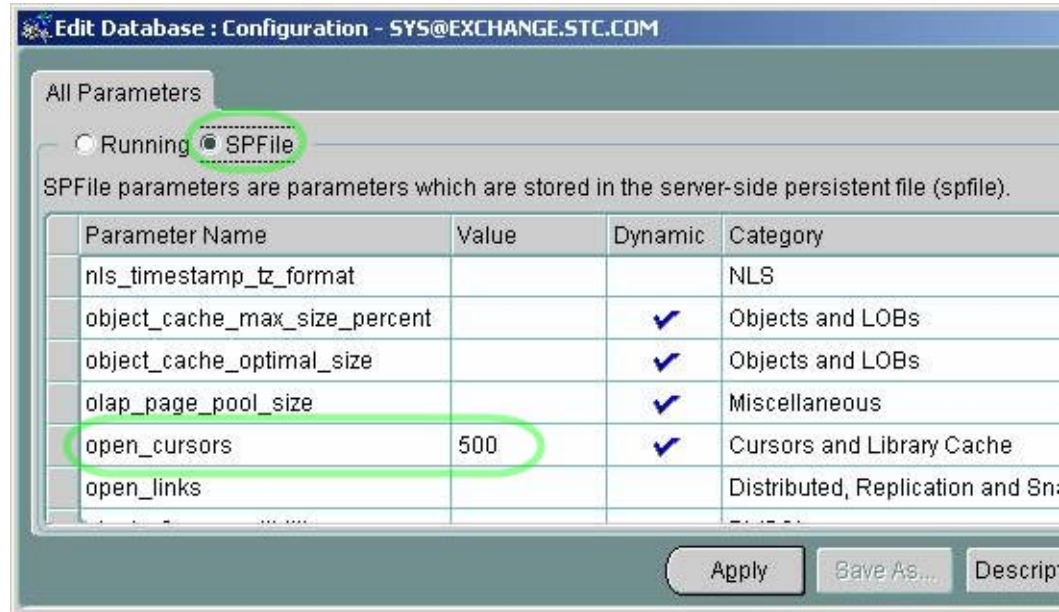 Edit Database : Configuration - SYS@EXCHANGE.STC.COM
All Parameters
Running SPFile
SPFile parameters are parameters which are stored in the server-side persistent file (spfile).
Parameter Name Value Dynamic Category
nls_timestamp_tz_format NLS
object_cache_max_size_percent Objects and LOBs
object_cache_optimal_size Objects and LOBs
olap_page_pool_size Miscellaneous
open_cursors 500 Cursors and Library Cache
open_links Distributed, Replication and Sna
Apply Save As... Descrip